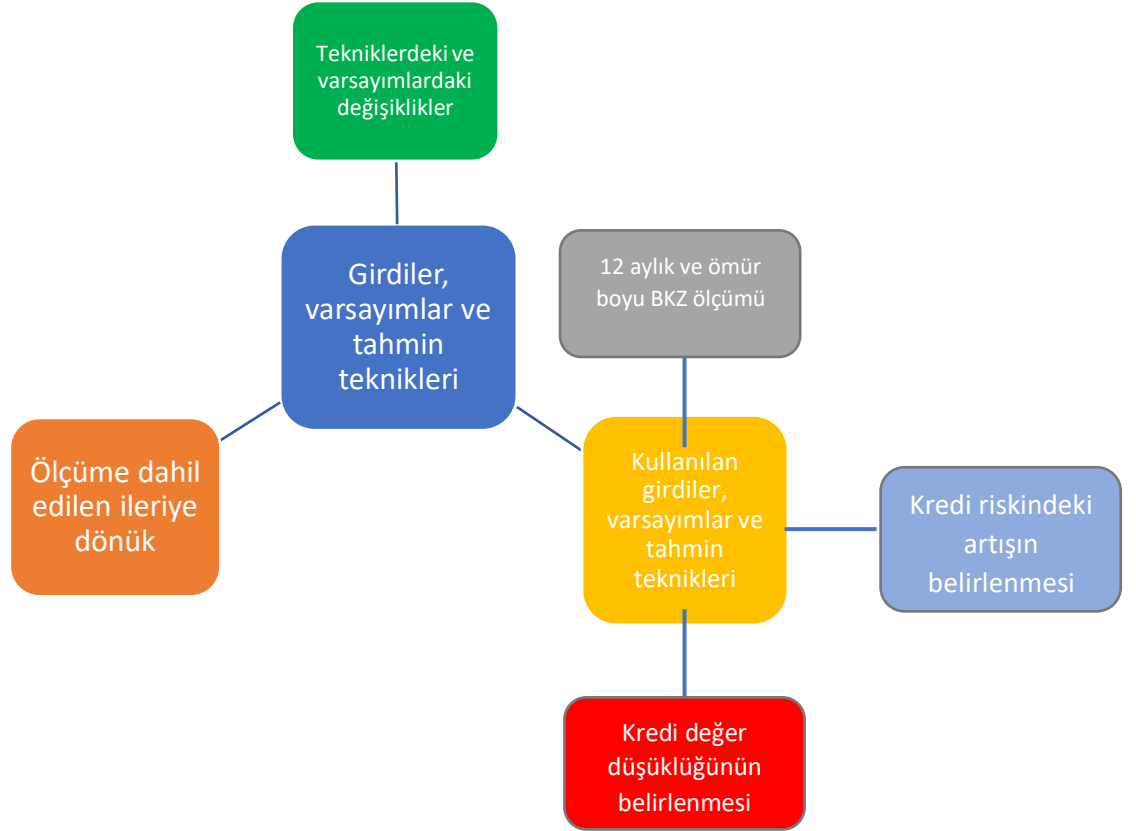 Tekniklerdeki ve
varsayımlardaki
değişiklikler
Girdiler,
varsayımlar ve
tahmin
teknikleri
12 aylık ve ömür
boyu BKZ ölçümü
Ölçüme dahil
edilen ileriye
dönük
Kullanılan
girdiler,
varsayımlar ve
tahmin
teknikleri
Kredi riskindeki
artışın
belirlenmesi
Kredi değer
düşüklüğünün
belirlenmesi